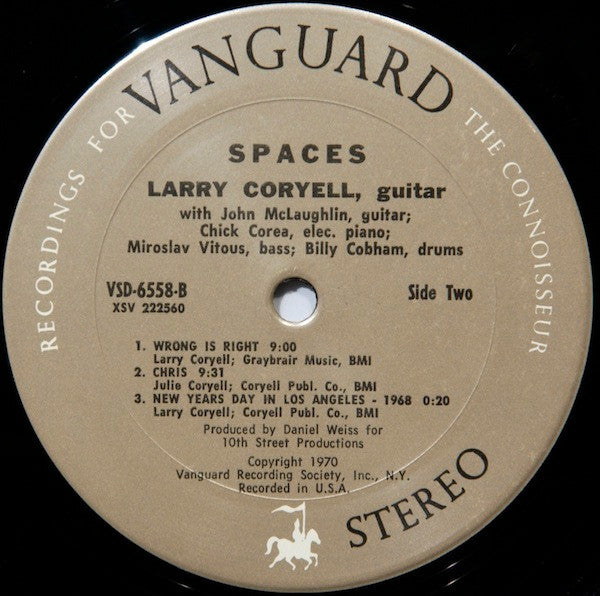 RECORDINGS FOR VANGUARD THE CONNOISSEUR
SPACES
LARRY CORYELL, guitar
with John McLaughlin, guitar;
Chick Corea, elec. piano;
Miroslav Vitous, bass; Billy Cobham, drums
VSD-6558-B
XSV 222560
Side Two
1. WRONG IS RIGHT 9:00
Larry Coryell; Graybrair Music, BMI
2. CHRIS 9:31
Julie Coryell; Coryell Publ. Co., BMI
3. NEW YEARS DAY IN LOS ANGELES - 1968 0:20
Larry Coryell; Coryell Publ. Co., BMI
Produced by Daniel Weiss for
10th Street Productions
Copyright 1970
Vanguard Recording Society, Inc., N.Y.
Recorded in U.S.A.
STEREO